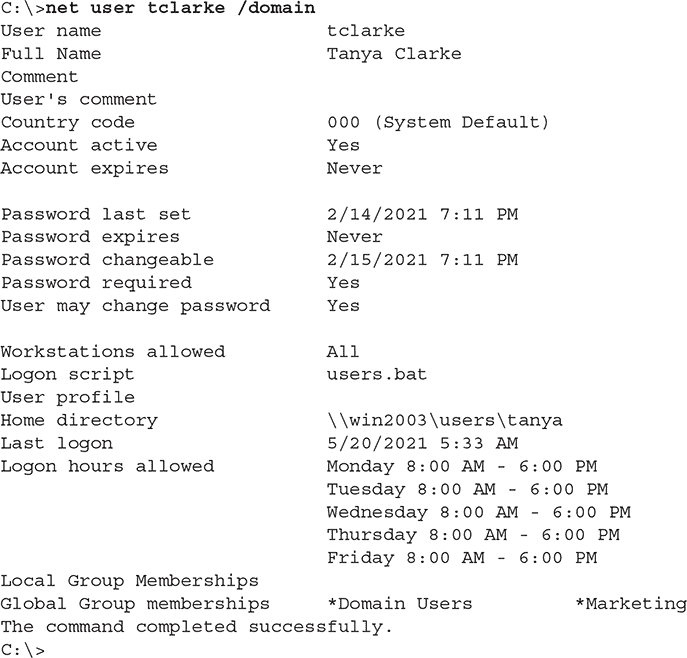 C:\>net user tclarke /domain
User name tclarke
Full Name Tanya Clarke
Comment
User's comment
Country code 000 (System Default)
Account active Yes
Account expires Never
Password last set 2/14/2021 7:11 PM
Password expires Never
Password changeable 2/15/2021 7:11 PM
Password required Yes
User may change password Yes
Workstations allowed All
Logon script users.bat
User profile
Home directory \\win2003\users\tanya
Last logon 5/20/2021 5:33 AM
Logon hours allowed Monday 8:00 AM - 6:00 PM
Tuesday 8:00 AM - 6:00 PM
Wednesday 8:00 AM - 6:00 PM
Thursday 8:00 AM - 6:00 PM
Friday 8:00 AM - 6:00 PM
Local Group Memberships
Global Group memberships *Domain Users *Marketing
The command completed successfully.
C:\>